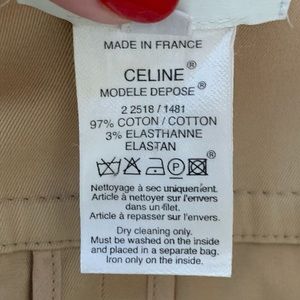 MADE IN FRANCE
CELINE®
MODELE DEPOSE®
2 2518 / 1481
97% COTON / COTTON
3% ELASTHANNE
ELASTAN
P
Nettoyage à sec uniquement.
Article à nettoyer sur l'envers
dans un filet.
Article à repasser sur l'envers.
Dry cleaning only.
Must be washed on the inside
and placed in a separate bag.
Iron only on the inside.